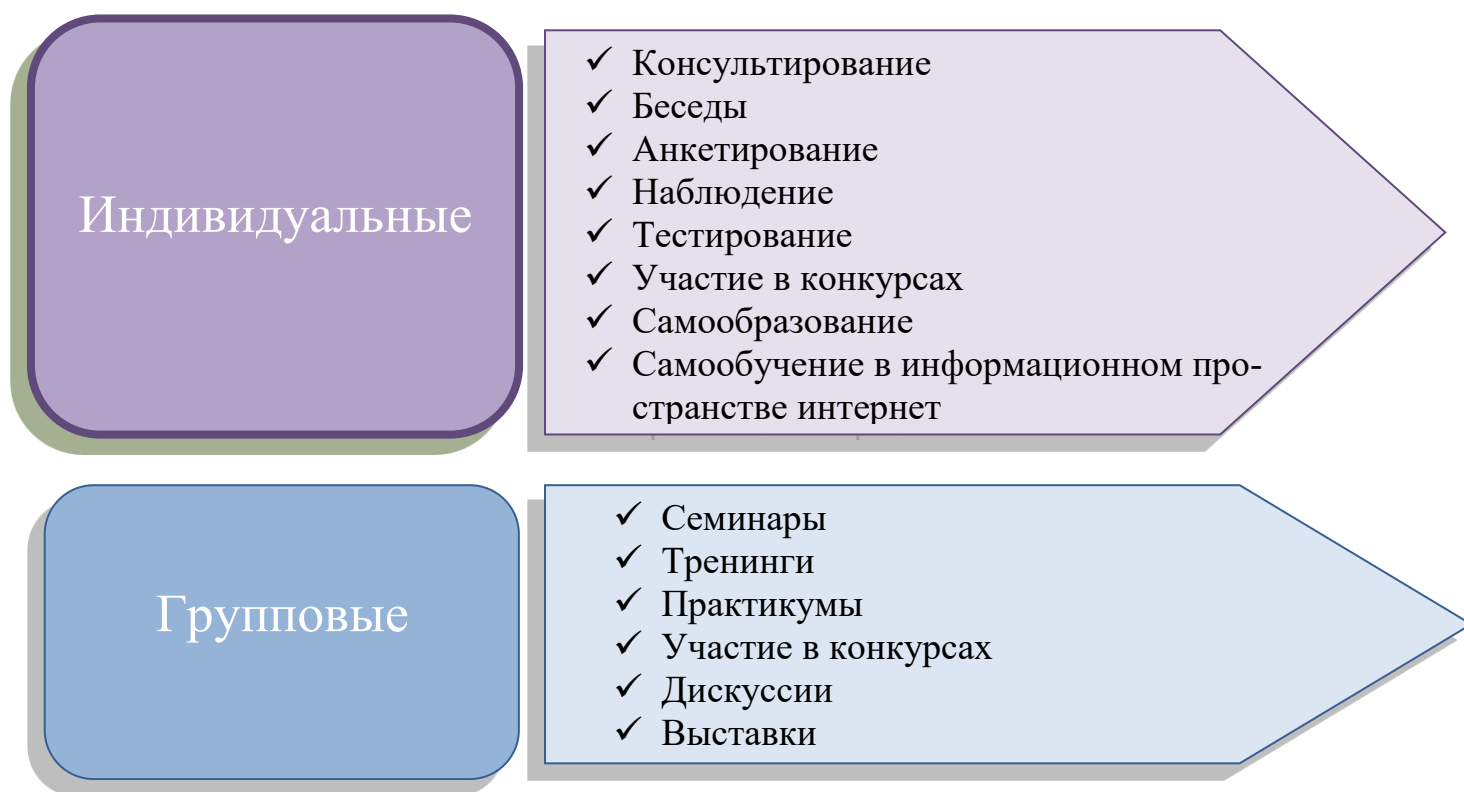 Индивидуальные
✓ Консультирование
✓ Беседы
✓ Анкетирование
✓ Наблюдение
✓ Тестирование
✓ Участие в конкурсах
✓ Самообразование
✓ Самообучение в информационном про-
странстве интернет
Групповые
✓ Семинары
✓ Тренинги
✓ Практикумы
✓ Участие в конкурсах
✓ Дискуссии
✓ Выставки